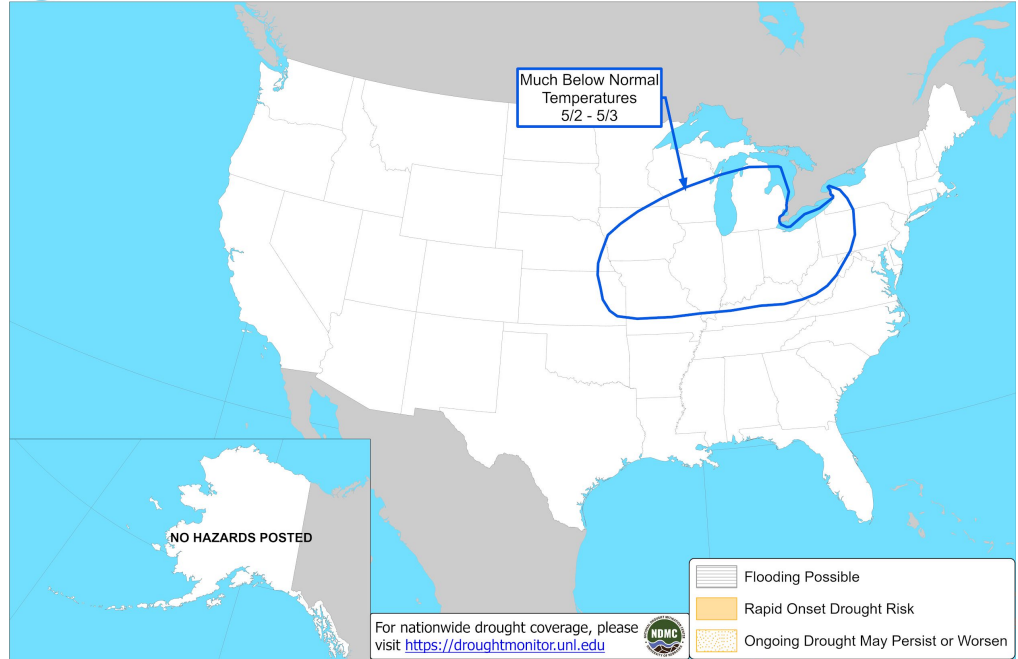 Much Below Normal
Temperatures
5/2 - 5/3
NO HAZARDS POSTED
For nationwide drought coverage, please
visit https://droughtmonitor.unl.edu
NDMC
Flooding Possible
Rapid Onset Drought Risk
Ongoing Drought May Persist or Worsen